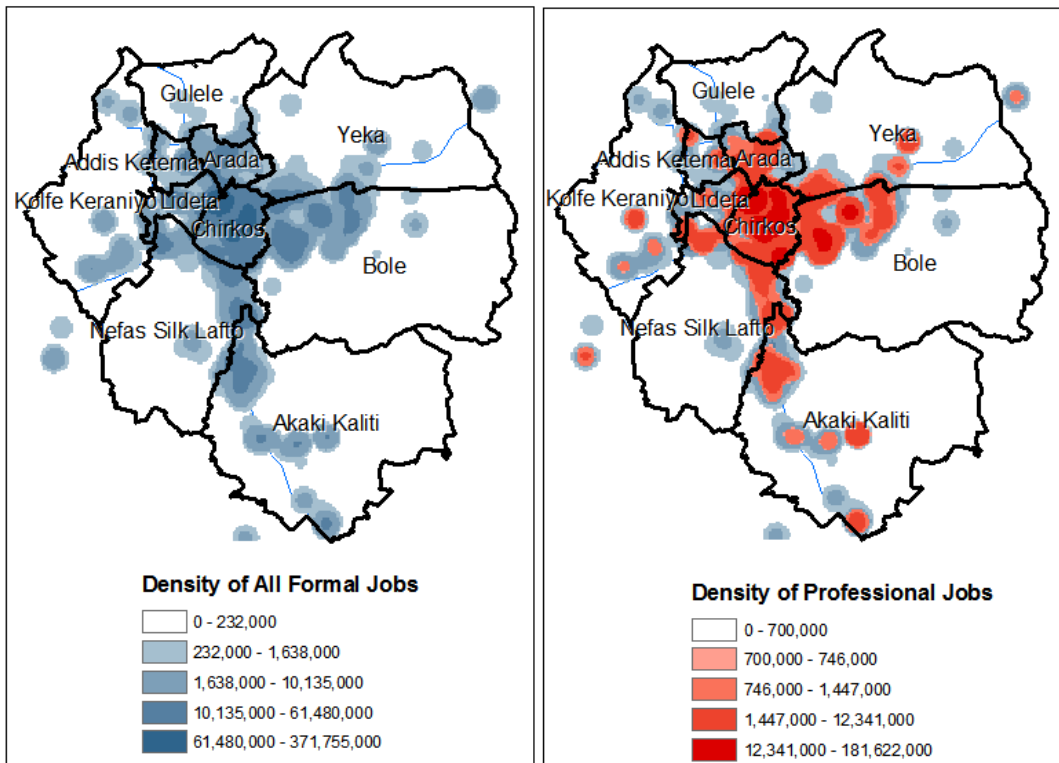 Gulele
Yeka
Addis Ketema
Arada
Kolfe Keraniyo
Lideta
Chirkos
Bole
Nefas Silk Lafto
Akaki Kaliti
Density of All Formal Jobs
0 - 232,000
232,000 - 1,638,000
1,638,000 - 10,135,000
10,135,000 - 61,480,000
61,480,000 - 371,755,000
Gulele
Yeka
Addis Ketema
Arada
Kolfe Keraniyo
Lideta
Chirkos
Bole
Nefas Silk Lafto
Akaki Kaliti
Density of Professional Jobs
0 - 700,000
700,000 - 746,000
746,000 - 1,447,000
1,447,000 - 12,341,000
12,341,000 - 181,622,000